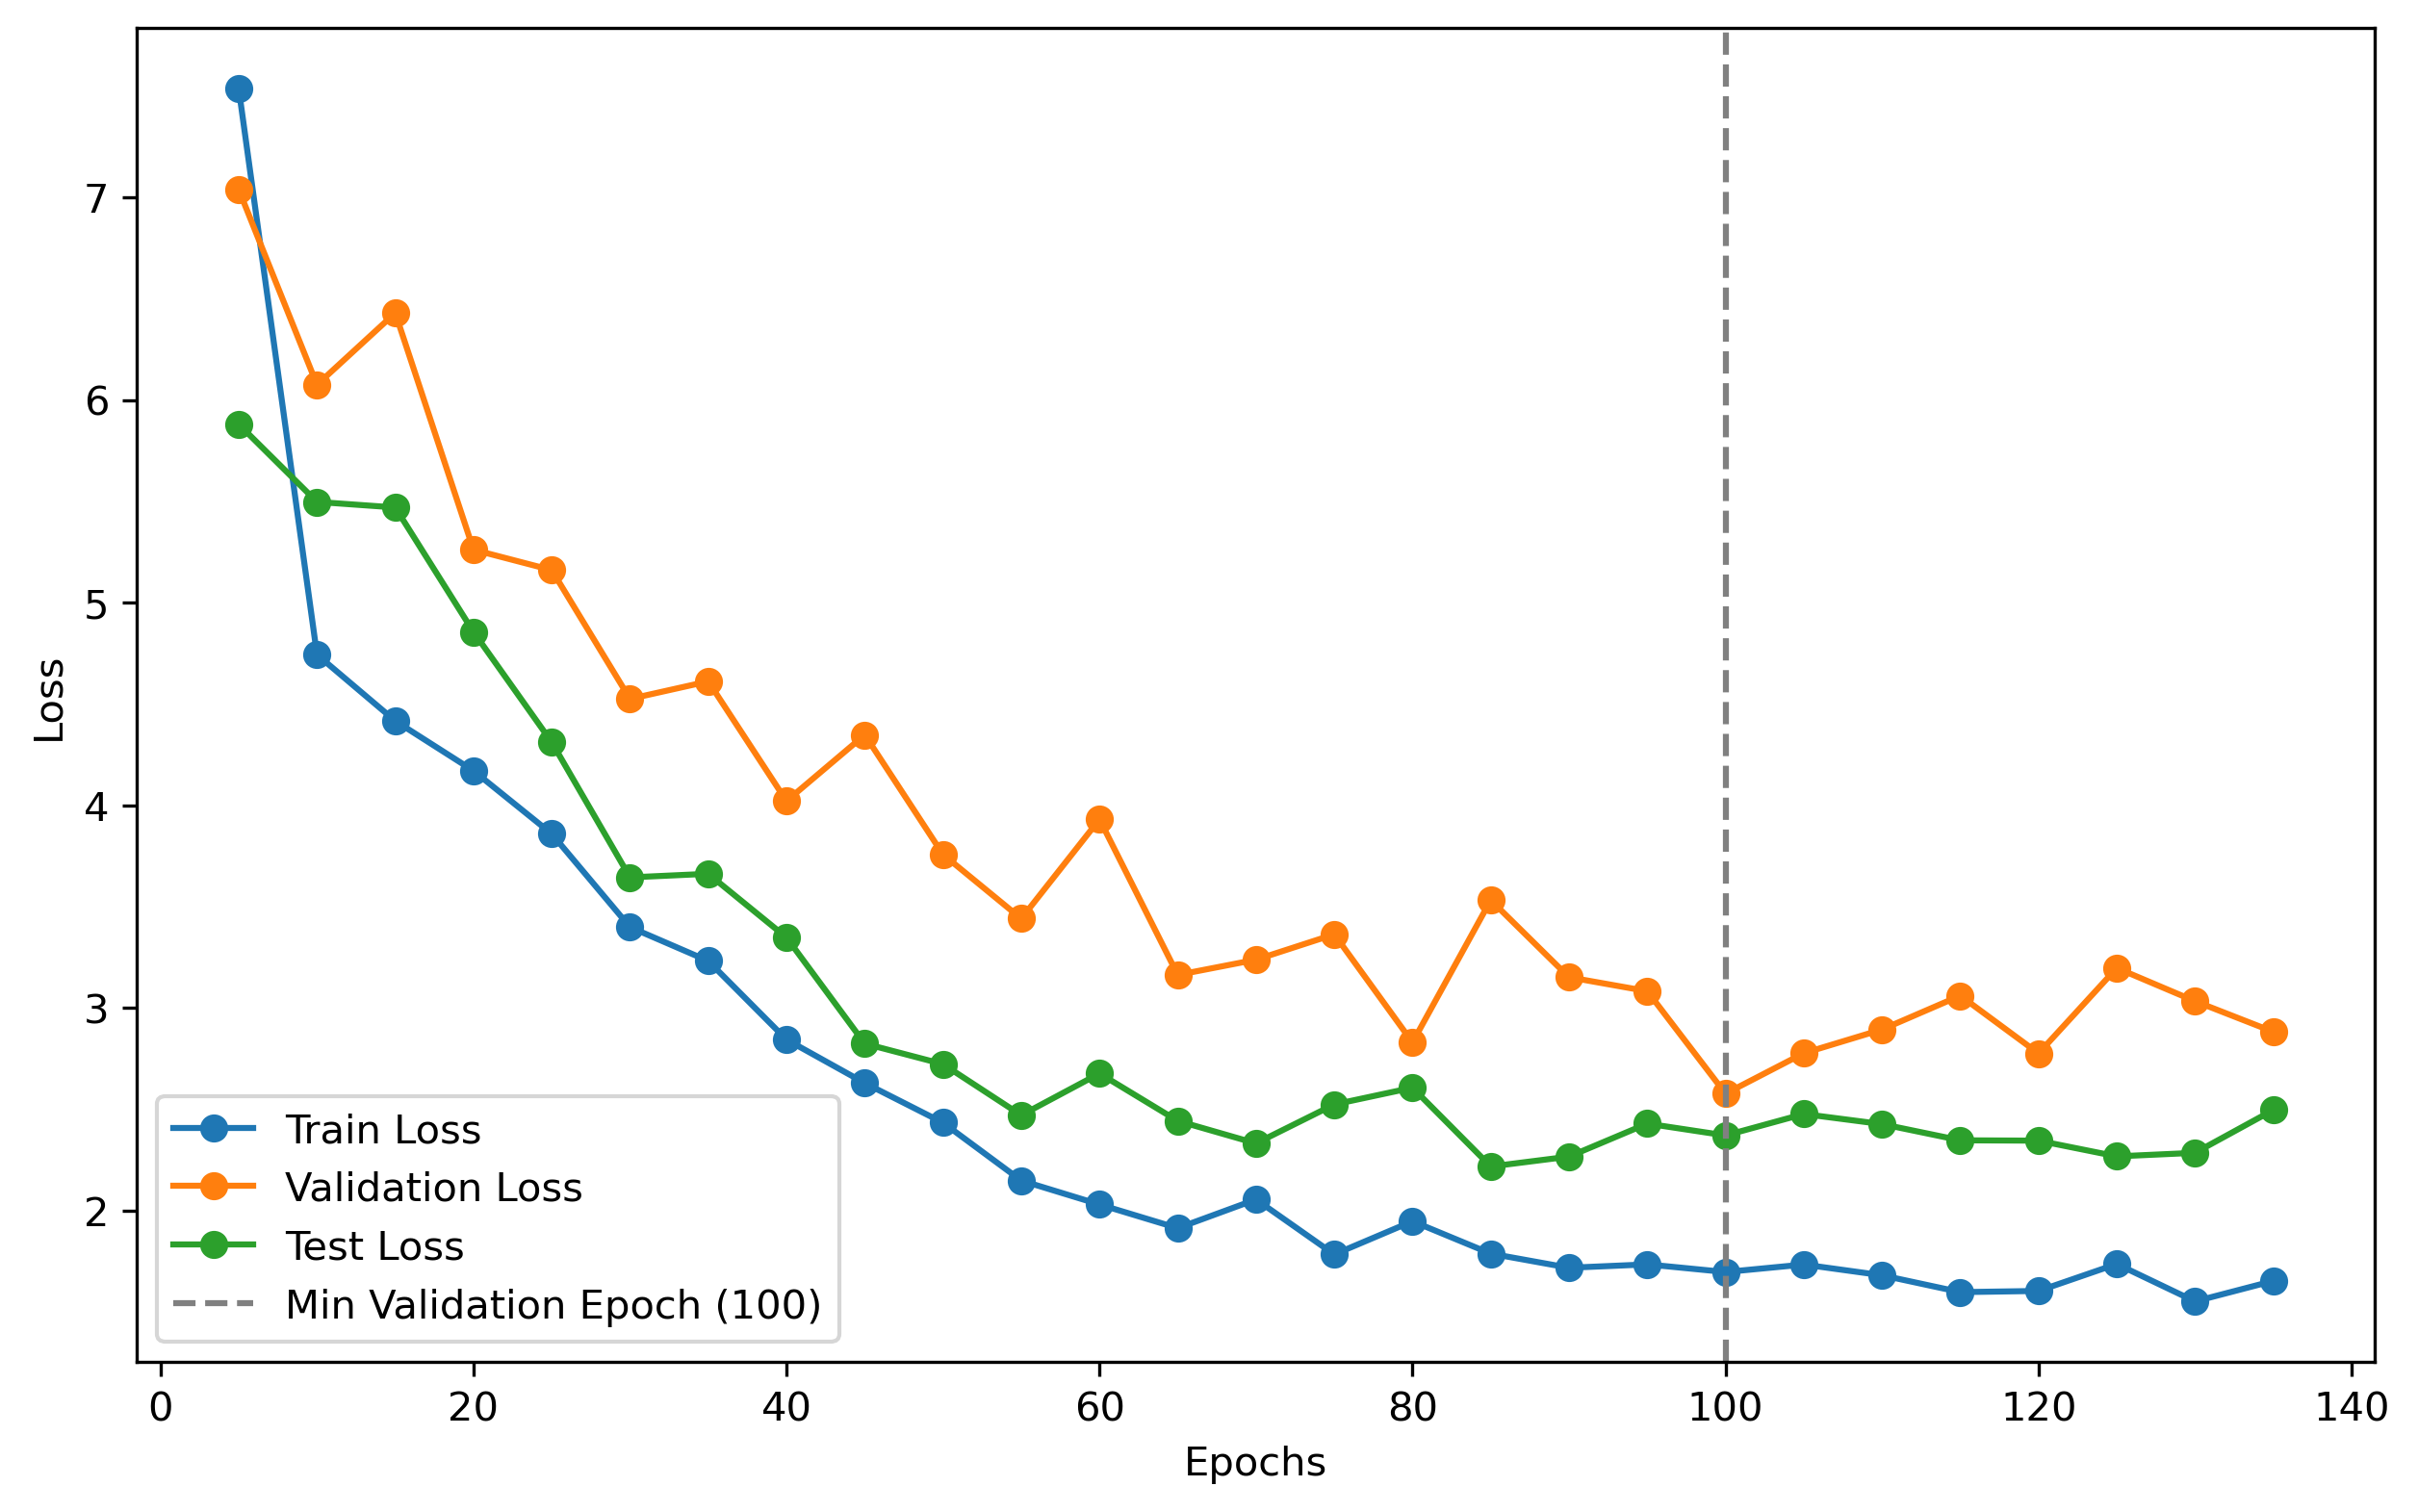 7
6
5
4
3
2
Loss
Train Loss
Validation Loss
Test Loss
Min Validation Epoch (100)
0 20 40 60 80 100 120 140
Epochs